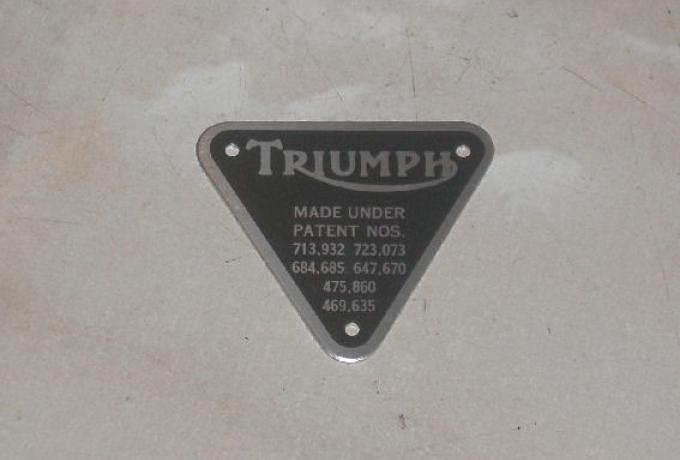 TRIUMPH
MADE UNDER
PATENT NOS.
713,932 723,073
684,685 647,670
475,860
469,635